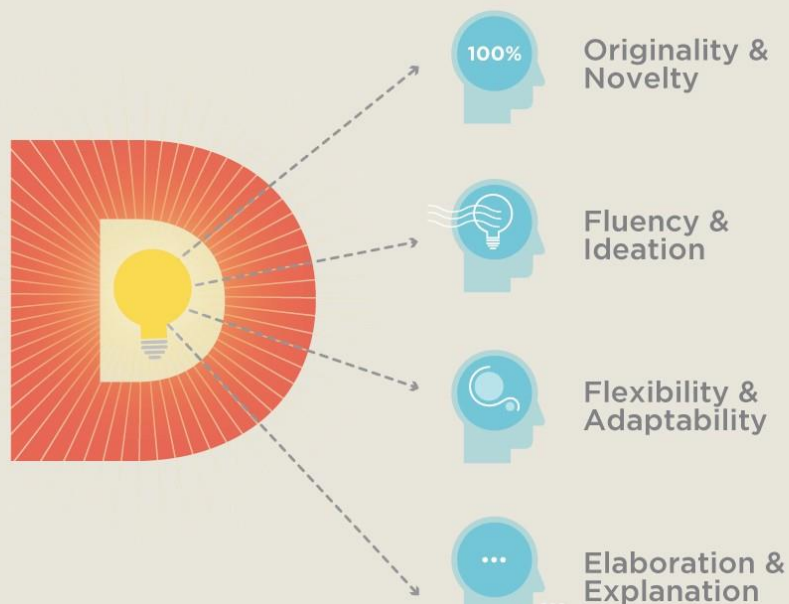 D
100%
Originality &
Novelty
Fluency &
Ideation
Flexibility &
Adaptability
...
Elaboration &
Explanation